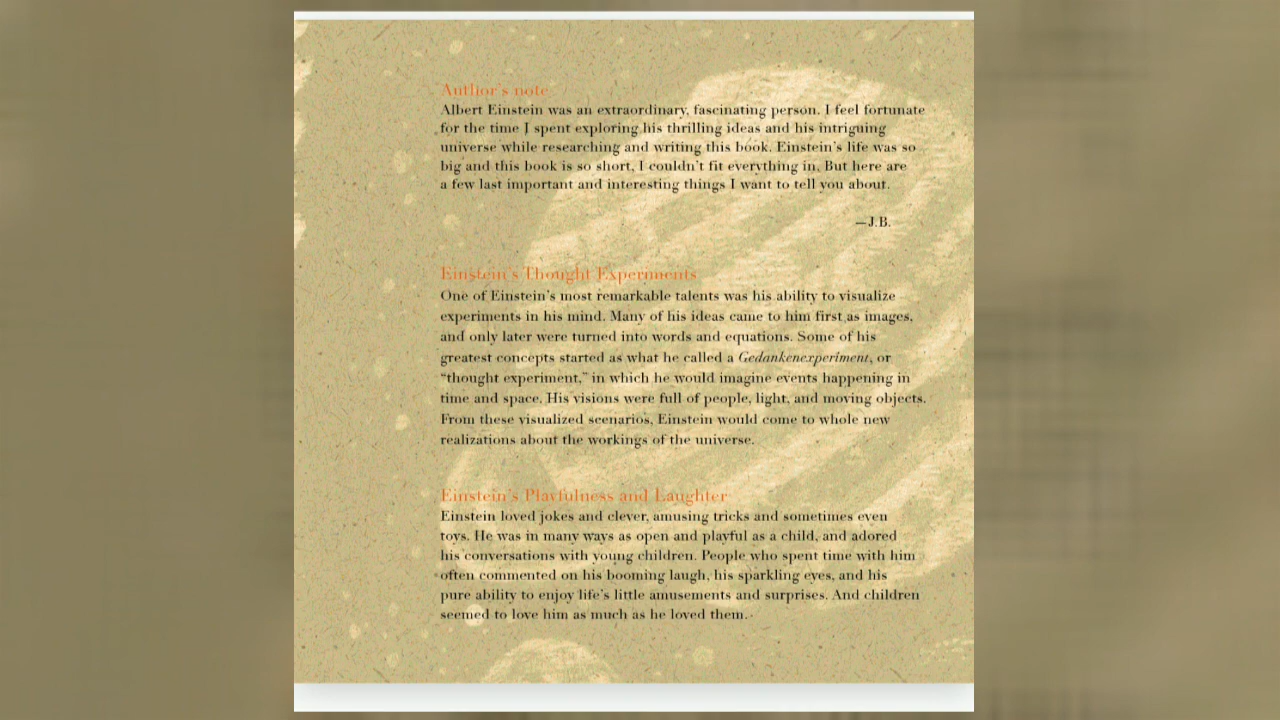 Author's note
Albert Einstein was an extraordinary, fascinating person. I feel fortunate
for the time I spent exploring his thrilling ideas and his intriguing
universe while researching and writing this book. Einstein's life was so
big and this book is so short, I couldn't fit everything in. But here are
a few last important and interesting things I want to tell you about.
—J.B.
Einstein's Thought Experiments
One of Einstein's most remarkable talents was his ability to visualize
experiments in his mind. Many of his ideas came to him first as images,
and only later were turned into words and equations. Some of his
greatest concepts started as what he called a Gedankenexperiment, or
“thought experiment,” in which he would imagine events happening in
time and space. His visions were full of people, light, and moving objects.
From these visualized scenarios, Einstein would come to whole new
realizations about the workings of the universe.
Einstein's Playfulness and Laughter
Einstein loved jokes and clever, amusing tricks and sometimes even
toys. He was in many ways as open and playful as a child, and adored
his conversations with young children. People who spent time with him
often commented on his booming laugh, his sparkling eyes, and his
pure ability to enjoy life's little amusements and surprises. And children
seemed to love him as much as he loved them.